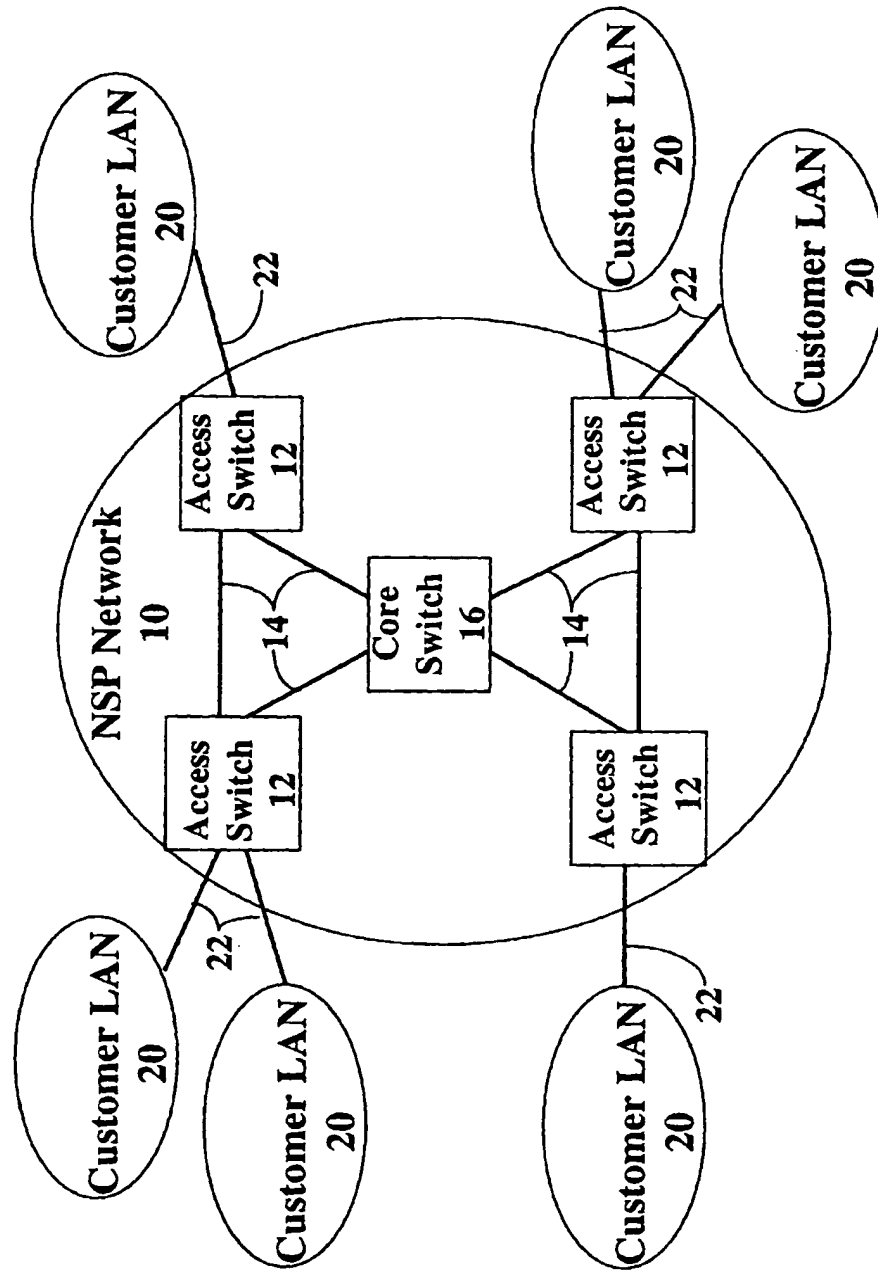 Customer LAN
20
NSP Network
10
Customer LAN
20
Customer LAN
20
22
Access
Switch
12
Access
Switch
12
22
14
Core
Switch
16
Customer LAN
20
14
Access
Switch
12
Access
Switch
12
Customer LAN
20
22
22
Customer LAN
20